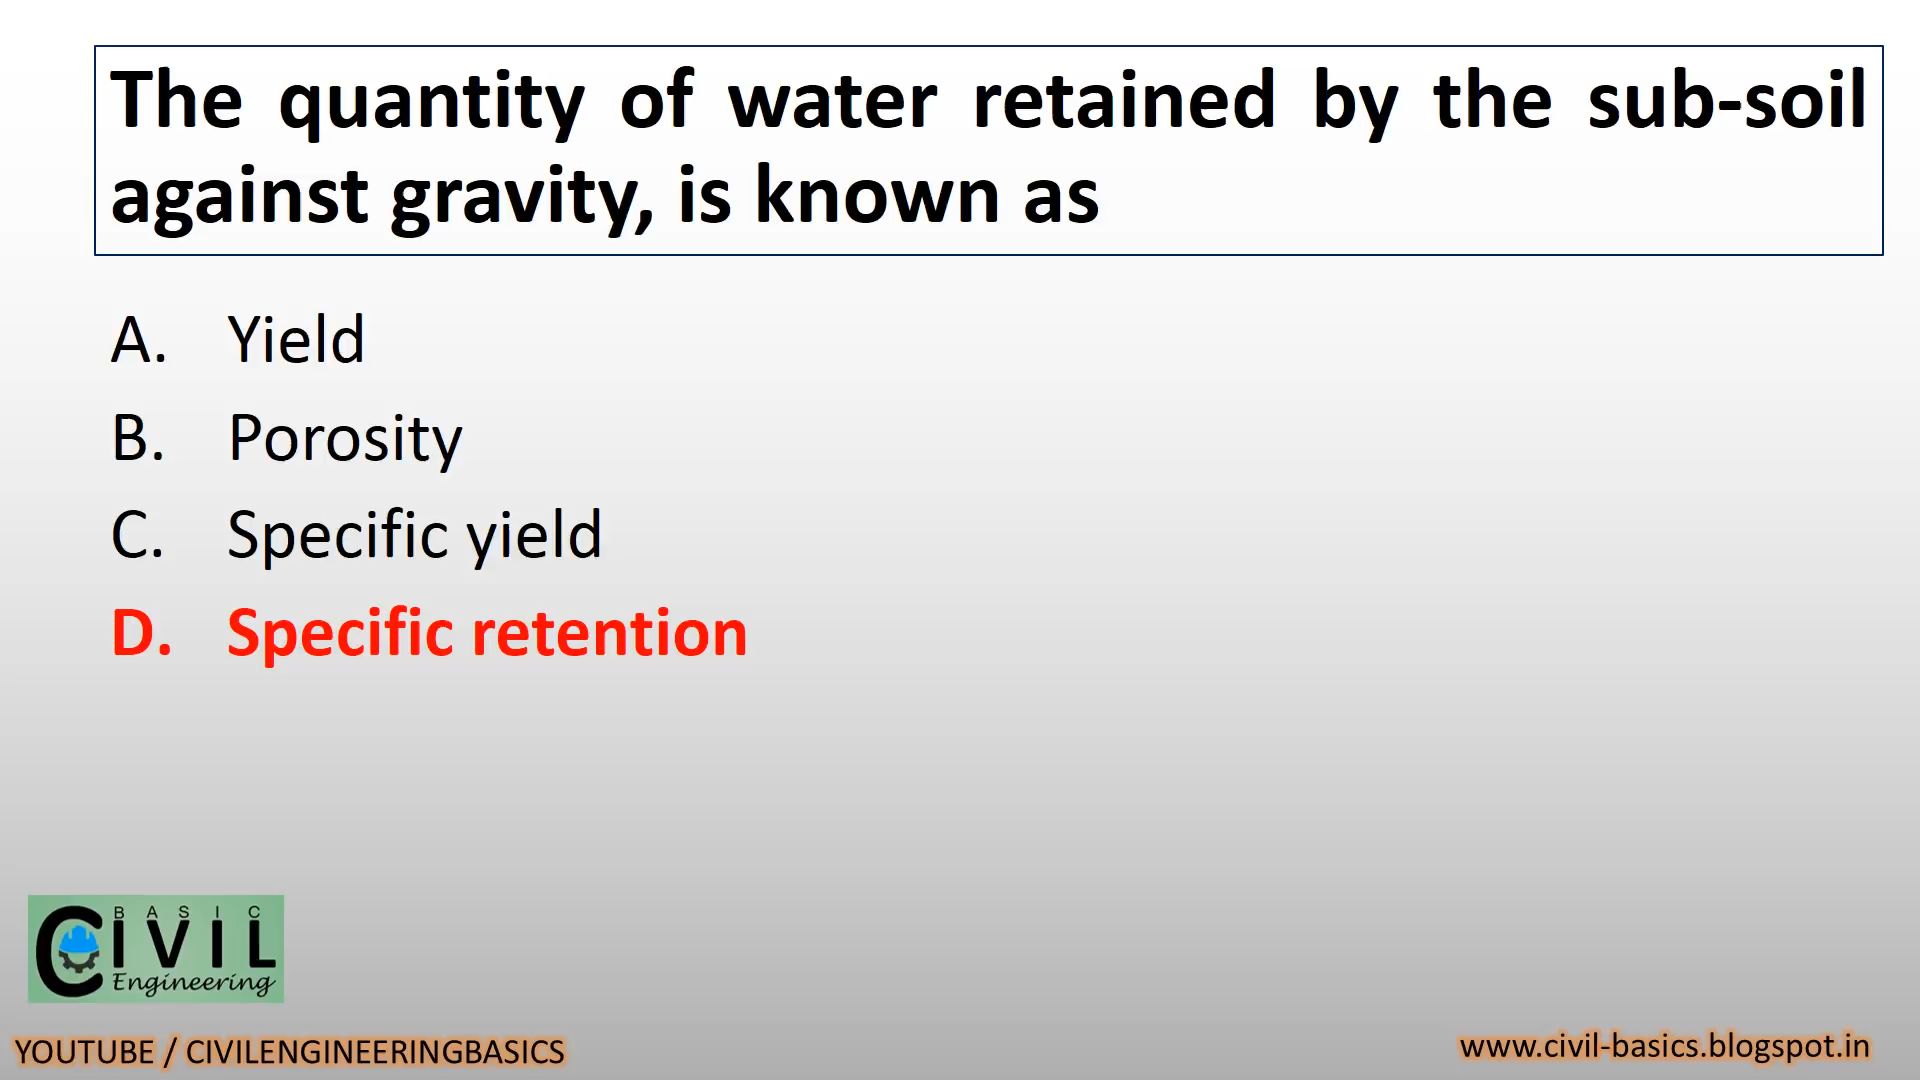 The quantity of water retained by the sub-soil
against gravity, is known as
A. Yield
B. Porosity
C. Specific yield
D. Specific retention
BASIC
CIVIL
Engineering
YOUTUBE / CIVILENGINEERINGBASICS
www.civil-basics.blogspot.in